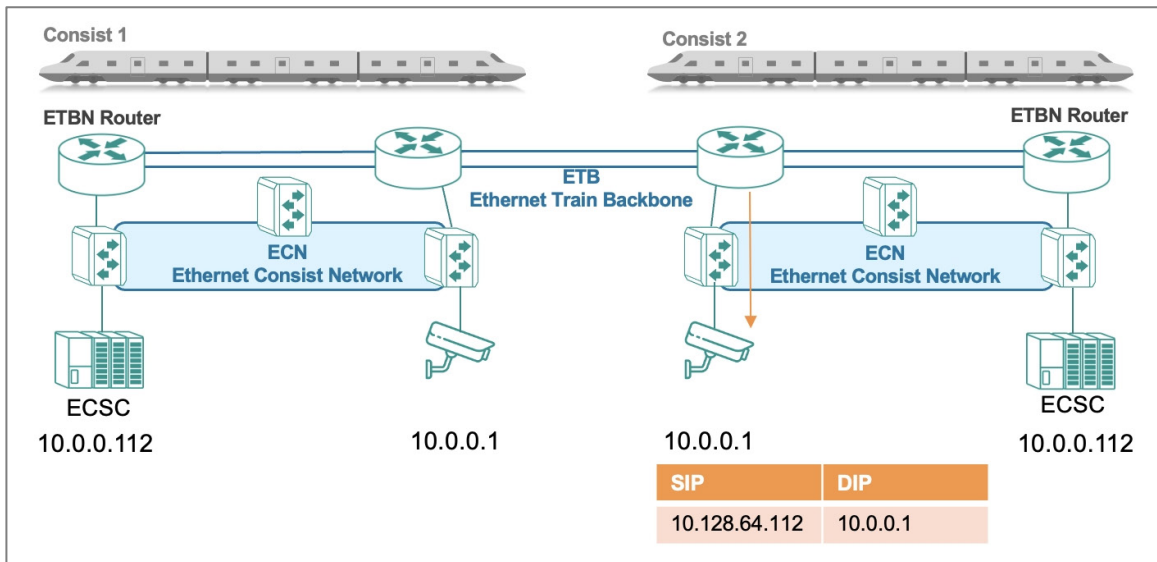 Consist 1
Consist 2
ETBN Router
ETBN Router
ETB
Ethernet Train Backbone
ECN
Ethernet Consist Network
ECN
Ethernet Consist Network
ECSC
ECSC
10.0.0.112
10.0.0.1
10.0.0.1
10.0.0.112
SIP
DIP
10.128.64.112
10.0.0.1